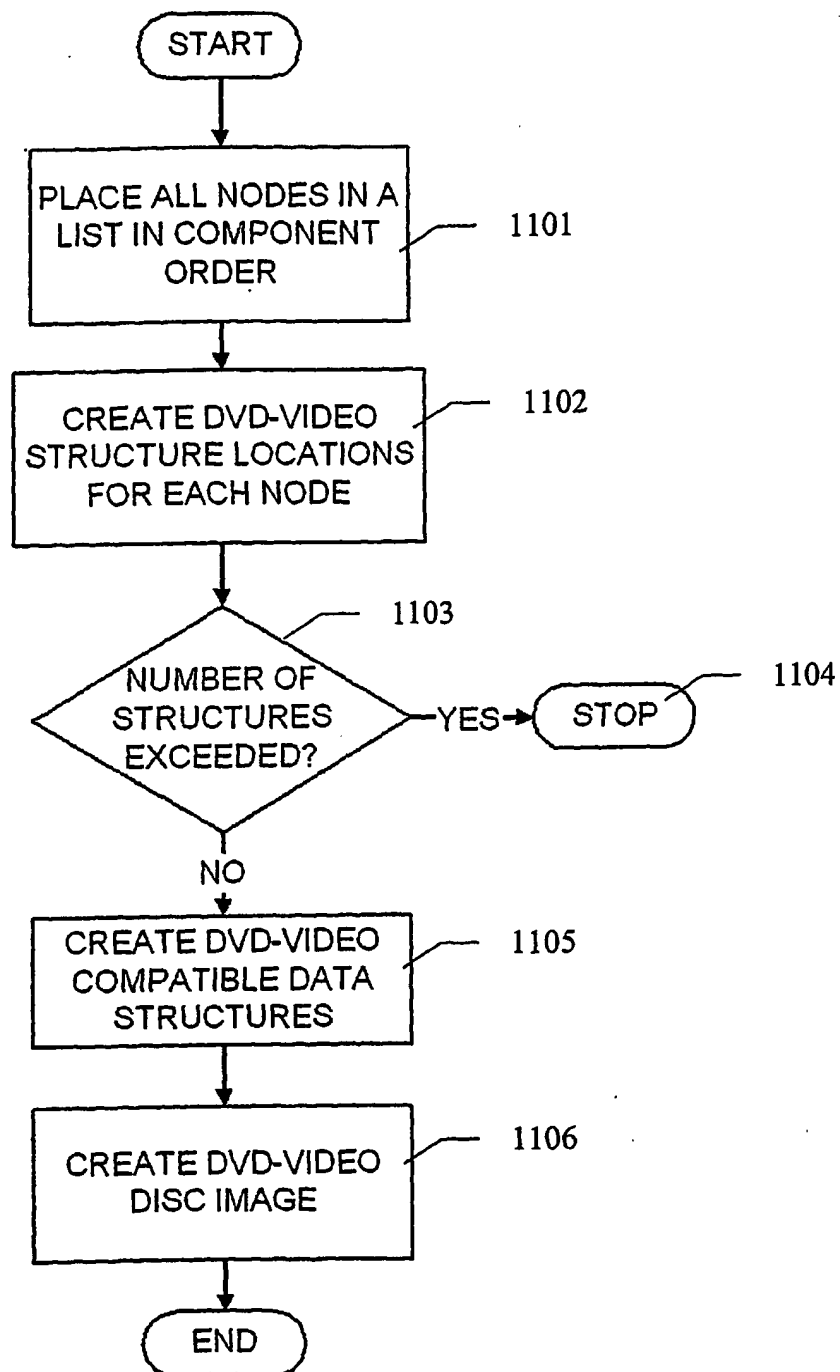 START
PLACE ALL NODES IN A
LIST IN COMPONENT
ORDER
1101
CREATE DVD-VIDEO
STRUCTURE LOCATIONS
FOR EACH NODE
1102
NUMBER OF
STRUCTURES
EXCEEDED?
1103
YES
STOP
1104
NO
CREATE DVD-VIDEO
COMPATIBLE DATA
STRUCTURES
1105
CREATE DVD-VIDEO
DISC IMAGE
1106
END